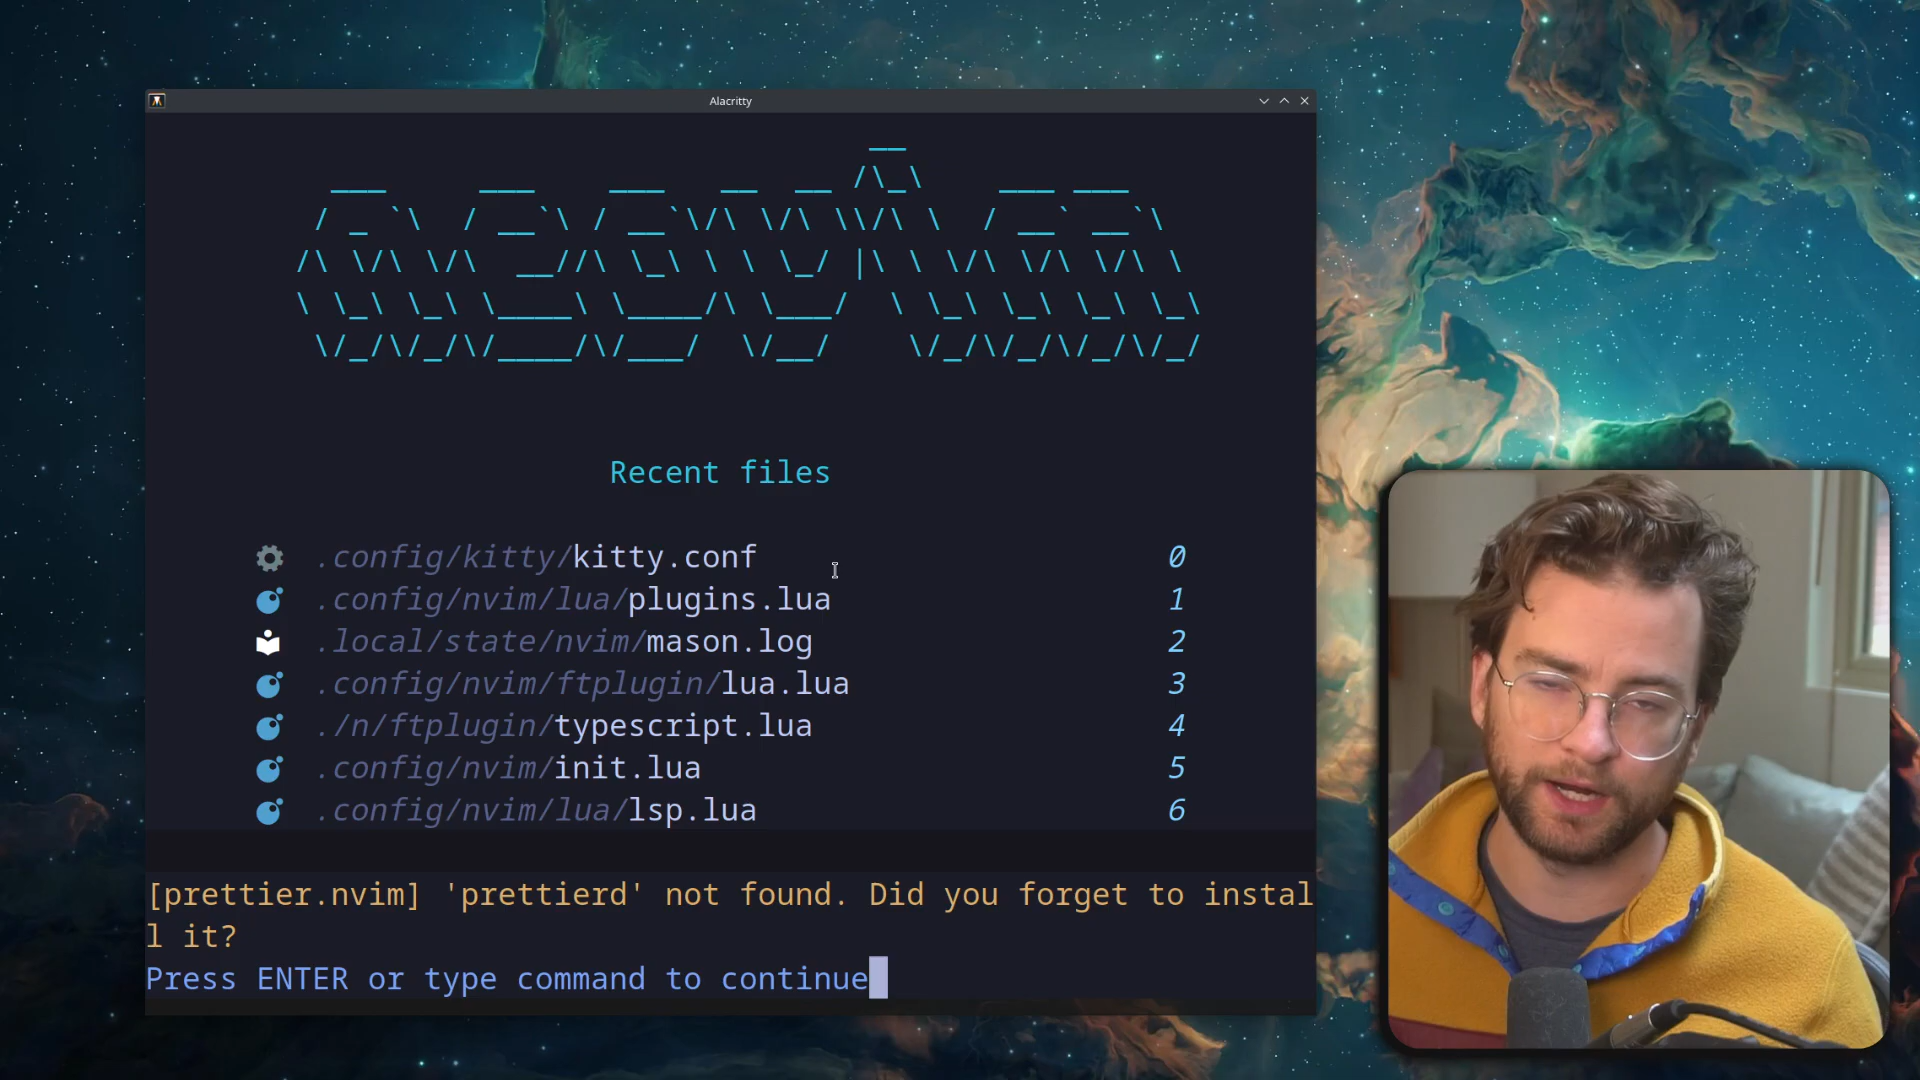 Alacritty
Recent files
.config/kitty/kitty.conf 0
.config/nvim/lua/plugins.lua 1
.local/state/nvim/mason.log 2
.config/nvim/ftplugin/lua.lua 3
./n/ftplugin/typescript.lua 4
.config/nvim/init.lua 5
.config/nvim/lua/lsp.lua 6
[prettier.nvim] 'prettierd' not found. Did you forget to instal
l it?
Press ENTER or type command to continue